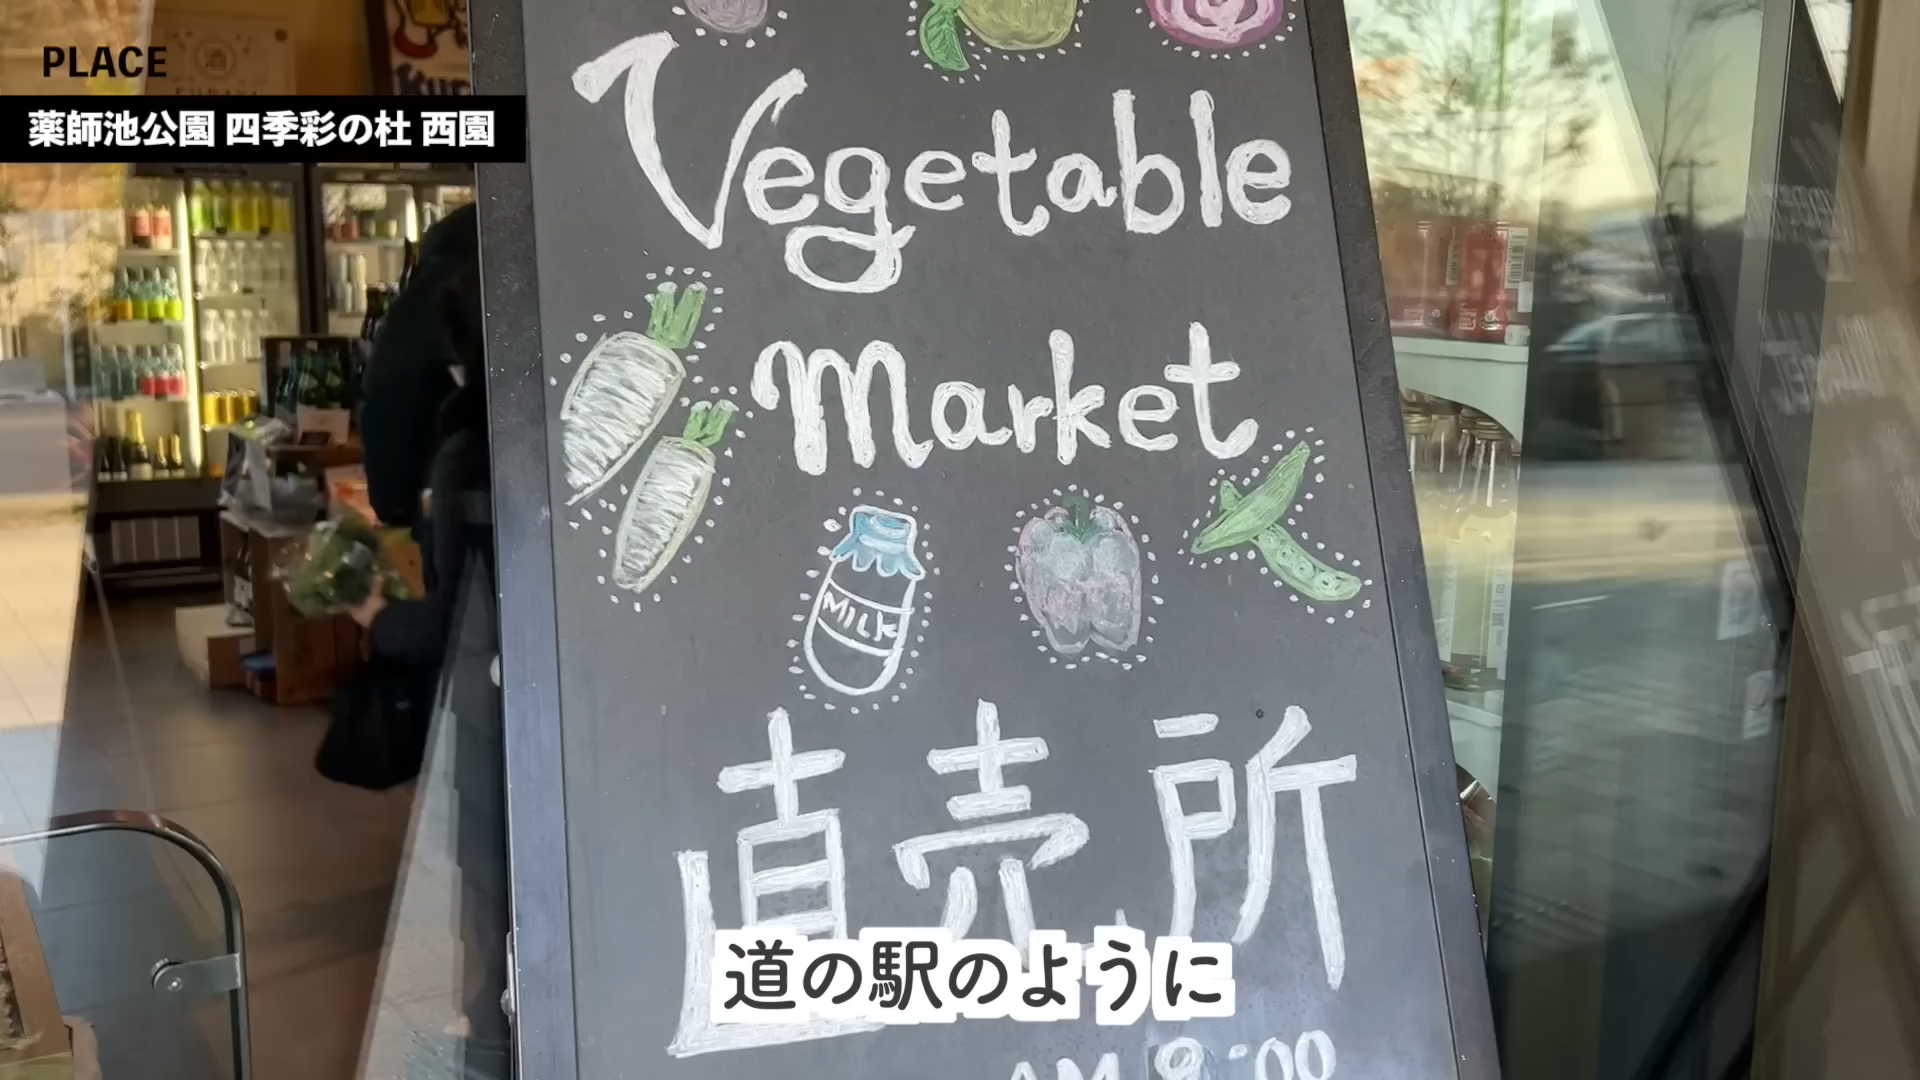 PLACE
薬師池公園 四季彩の杜 西園
Vegetable
Market
MILK
直売所
道の駅のように